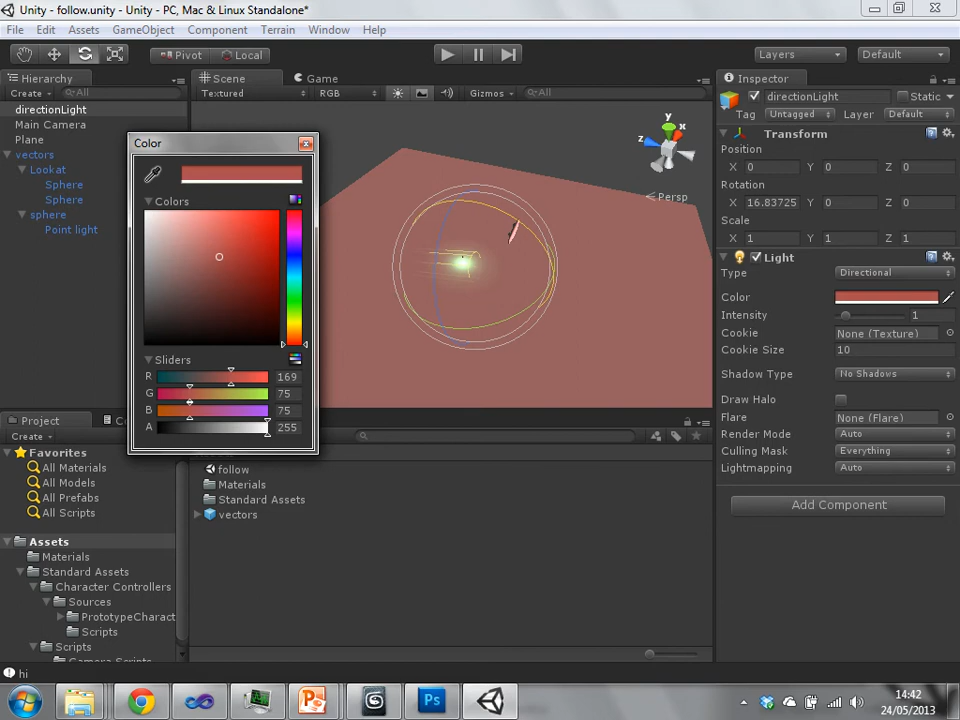 Unity - follow.unity - PC, Mac & Linux Standalone*
File Edit Assets GameObject Component Terrain Window Help
Pivot Local Layers Default
Hierarchy
Create All
directionLight
Main Camera
Plane
vectors
Lookat
Sphere
Sphere
sphere
Point light
Scene Game
Textured RGB Gizmos All
y
x
z
Persp
Color
Colors
Sliders
R 169
G 75
B 75
A 255
Inspector
directionLight Static
Tag Untagged Layer Default
Transform
Position
X 0 Y 0 Z 0
Rotation
X 16.83725 Y 0 Z 0
Scale
X 1 Y 1 Z 1
Light
Type Directional
Color
Intensity 1
Cookie None (Texture)
Cookie Size 10
Shadow Type No Shadows
Draw Halo
Flare None (Flare)
Render Mode Auto
Culling Mask Everything
Lightmapping Auto
Add Component
Project
Create
Favorites
All Materials
All Models
All Prefabs
All Scripts
Assets
Materials
Standard Assets
Character Controllers
Sources
PrototypeCharact
Scripts
Scripts
follow
Materials
Standard Assets
vectors
hi
14:42
24/05/2013